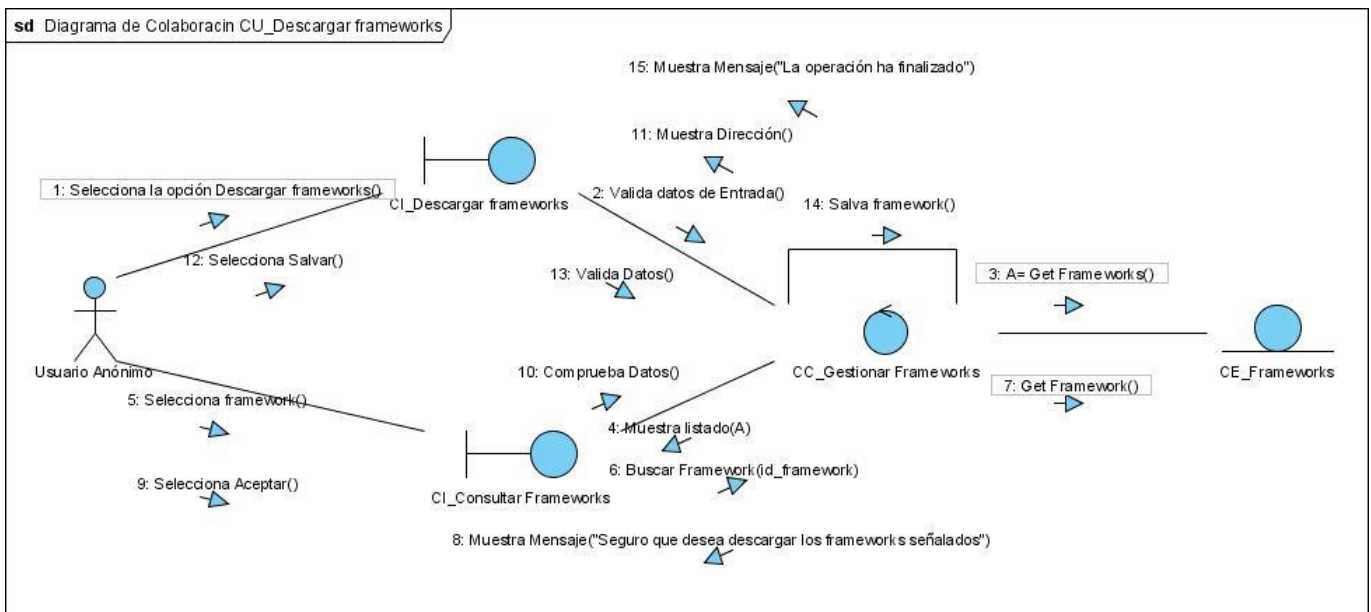 sd Diagrama de Colaboracin CU_Descargar frameworks
15: Muestra Mensaje("La operación ha finalizado")
11: Muestra Dirección()
1: Selecciona la opción Descargar frameworks()
CI_Descargar frameworks
2: Valida datos de Entrada()
14: Salva framework()
12: Selecciona Salvar()
13: Valida Datos()
3: A= Get Frameworks()
Usuario Anónimo
10: Comprueba Datos()
CC_Gestionar Frameworks
CE_Frameworks
7: Get Framework()
5: Selecciona framework()
4: Muestra listado(A)
6: Buscar Framework(id_framework)
9: Selecciona Aceptar()
CI_Consultar Frameworks
8: Muestra Mensaje("Seguro que desea descargar los frameworks señalados")